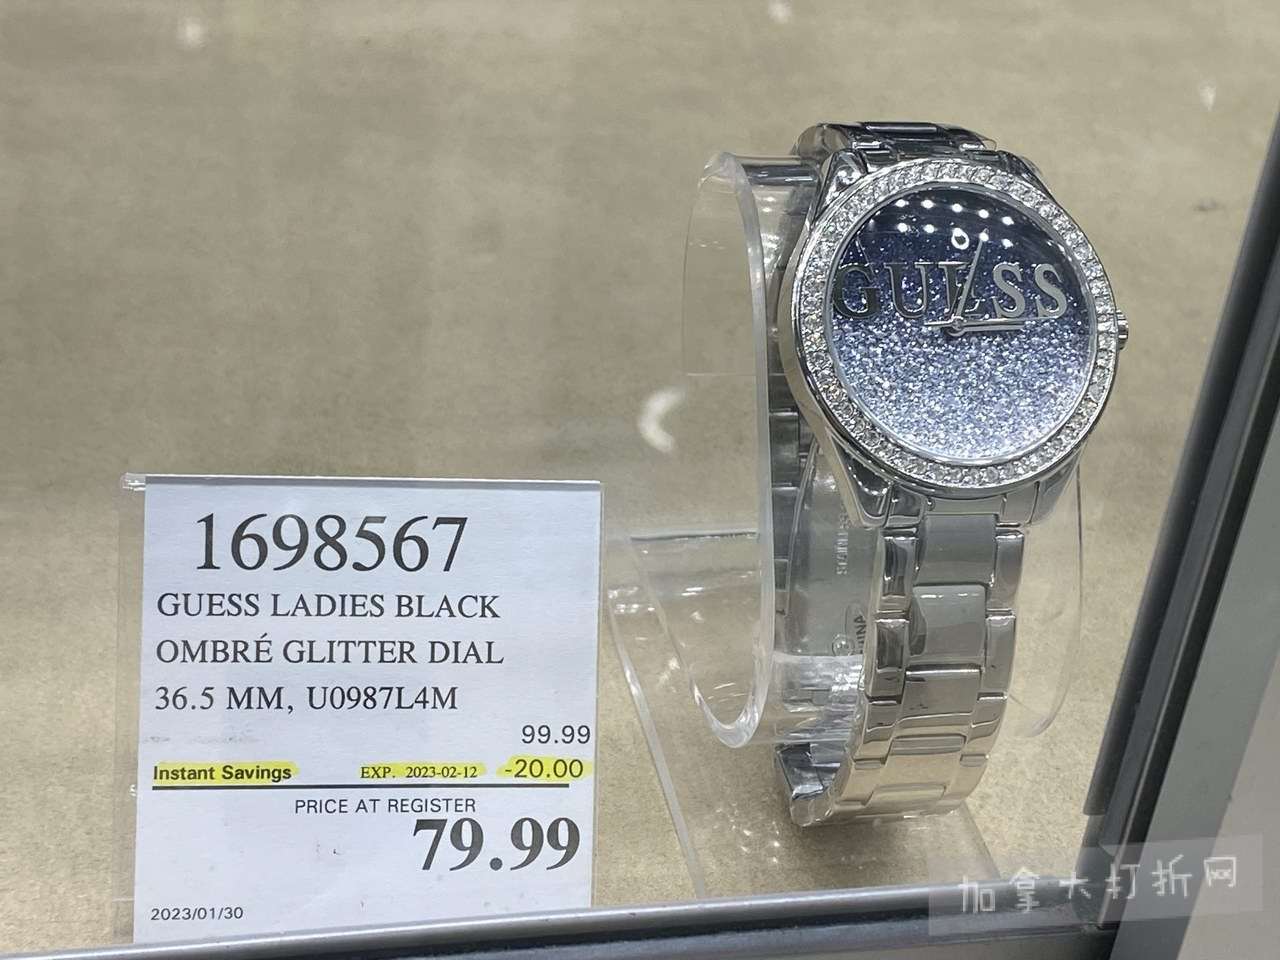 GUESS
1698567
GUESS LADIES BLACK
OMBRÉ GLITTER DIAL
36.5 MM, U0987L4M
99.99
Instant Savings EXP. 2023-02-12 -20.00
PRICE AT REGISTER
79.99
2023/01/30
加拿大打折网